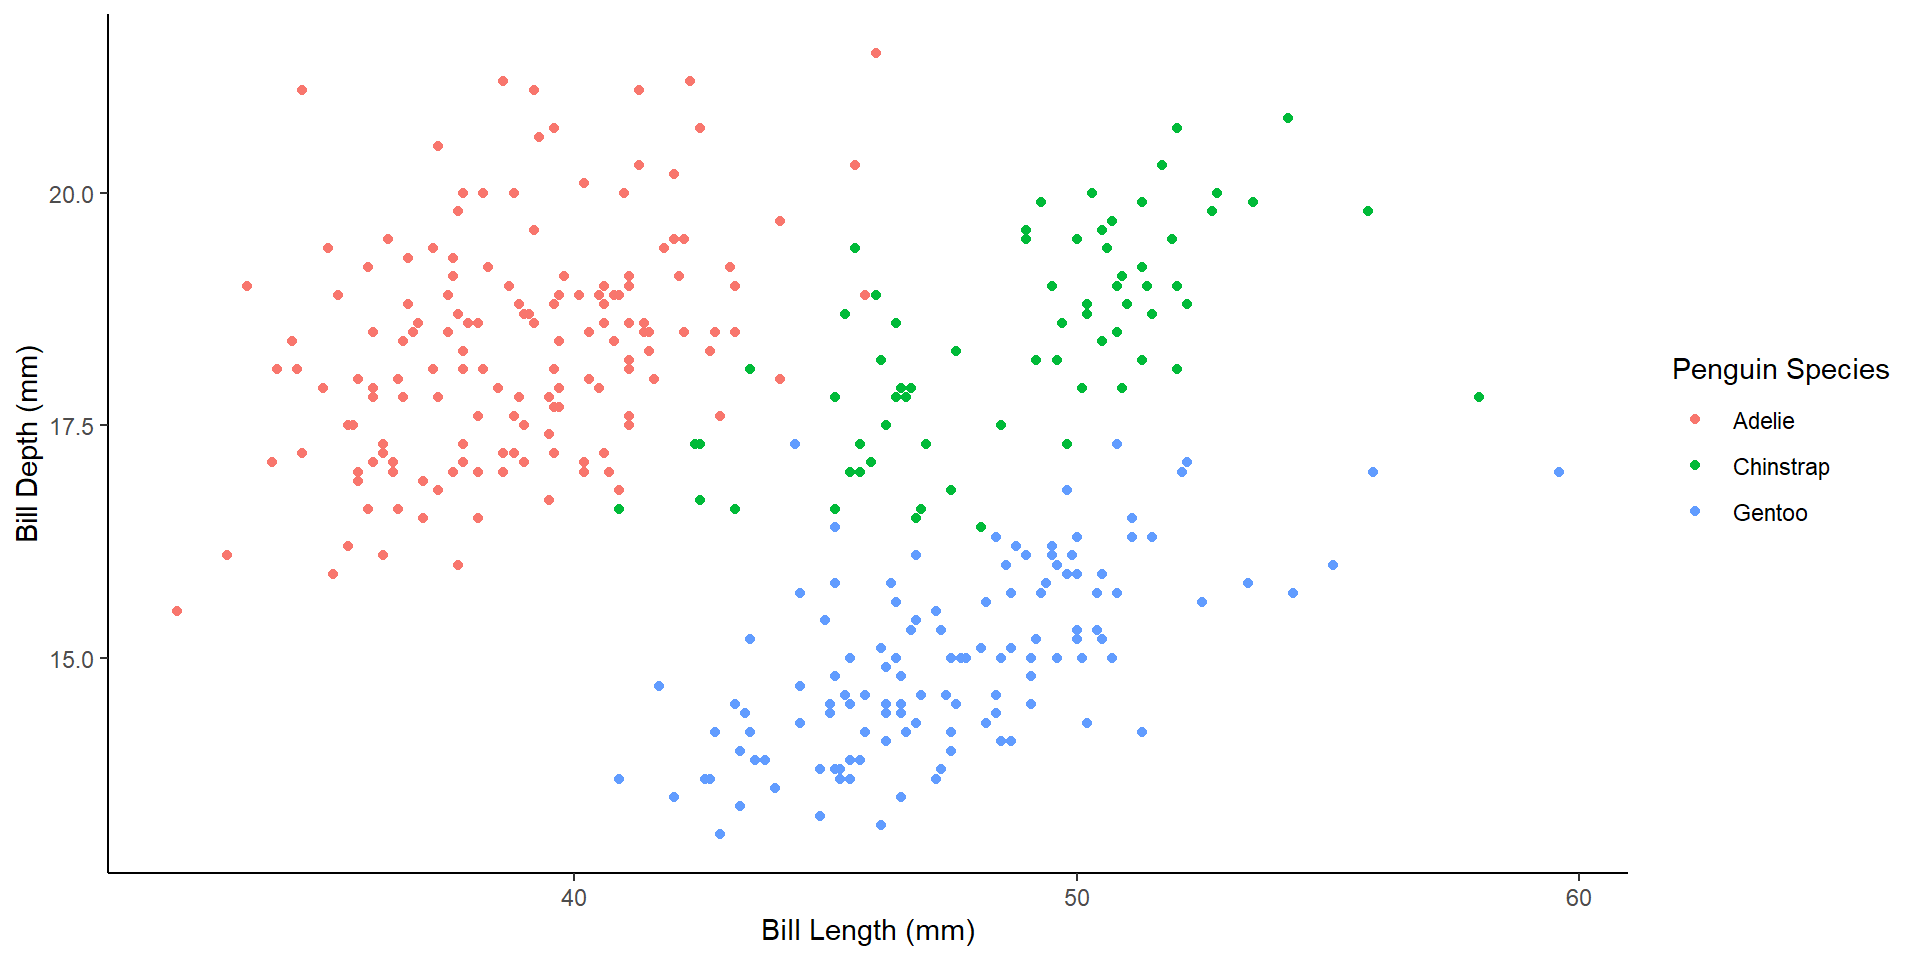 20.0
17.5
15.0
Bill Depth (mm)
40
50
60
Bill Length (mm)
Penguin Species
Adelie
Chinstrap
Gentoo